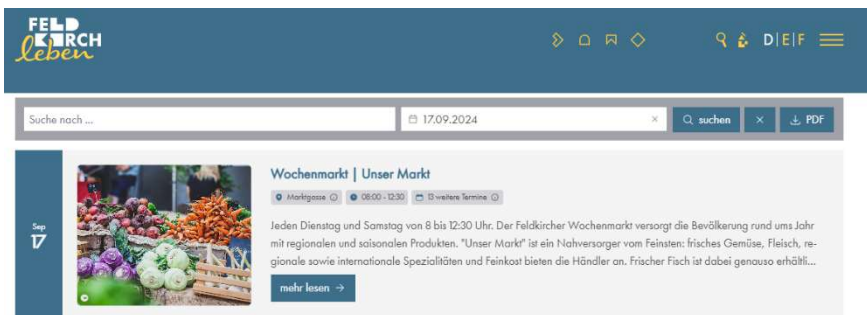 FELD
KIRCH
leben
D|E|F
Suche nach ...
17.09.2024
suchen
PDF
Sep
17
Wochenmarkt | Unser Markt
Marktgasse
08:00 - 12:30
13 weitere Termine
Jeden Dienstag und Samstag von 8 bis 12:30 Uhr. Der Feldkircher Wochenmarkt versorgt die Bevölkerung rund ums Jahr
mit regionalen und saisonalen Produkten. "Unser Markt" ist ein Nahversorger vom Feinsten: frisches Gemüse, Fleisch, re-
gionale sowie internationale Spezialitäten und Feinkost bieten die Händler an. Frischer Fisch ist dabei genauso erhältli...
mehr lesen